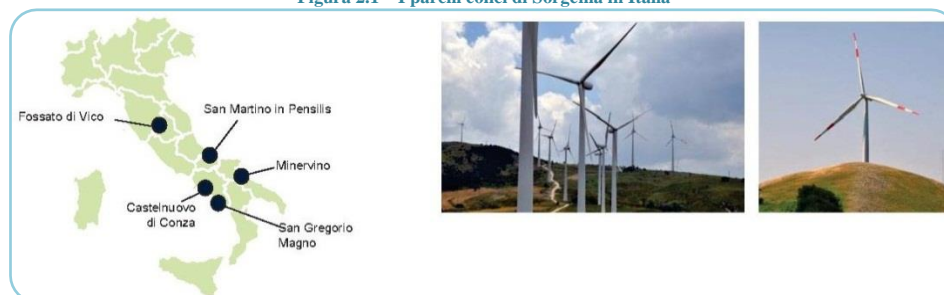 Figura 2.1 – I parchi eolici di Sorgenia in Italia
Fossato di Vico
San Martino in Pensilis
Minervino
Castelnuovo
di Conza
San Gregorio
Magno